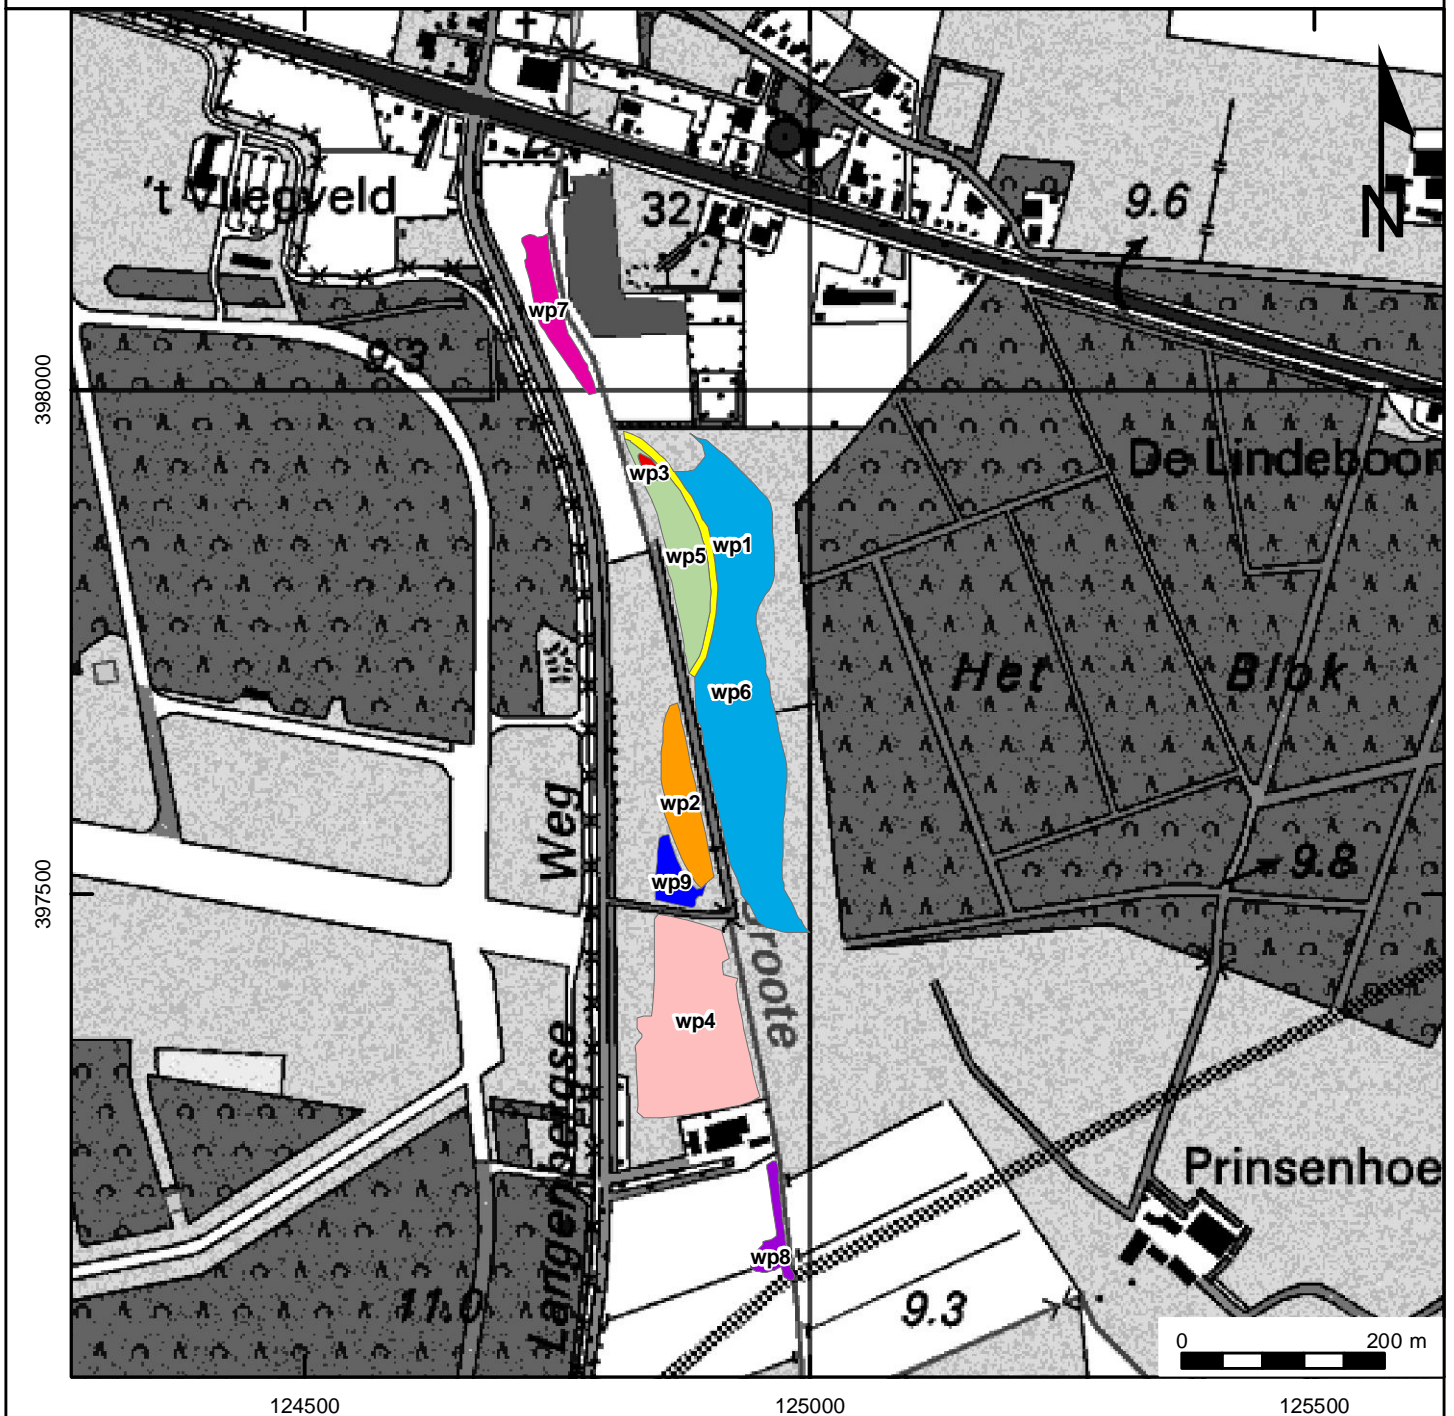 't Vliegveld
32
9.6
N
wp7
9.3
398000
De Lindeboor
wp3
wp1
wp5
Het Blok
wp6
wp2
Weg
9.8
wp9
397500
Groote
wp4
Langenbergse
Prinsenhoe
wp8
11.0
9.3
0 200 m
124500 125000 125500